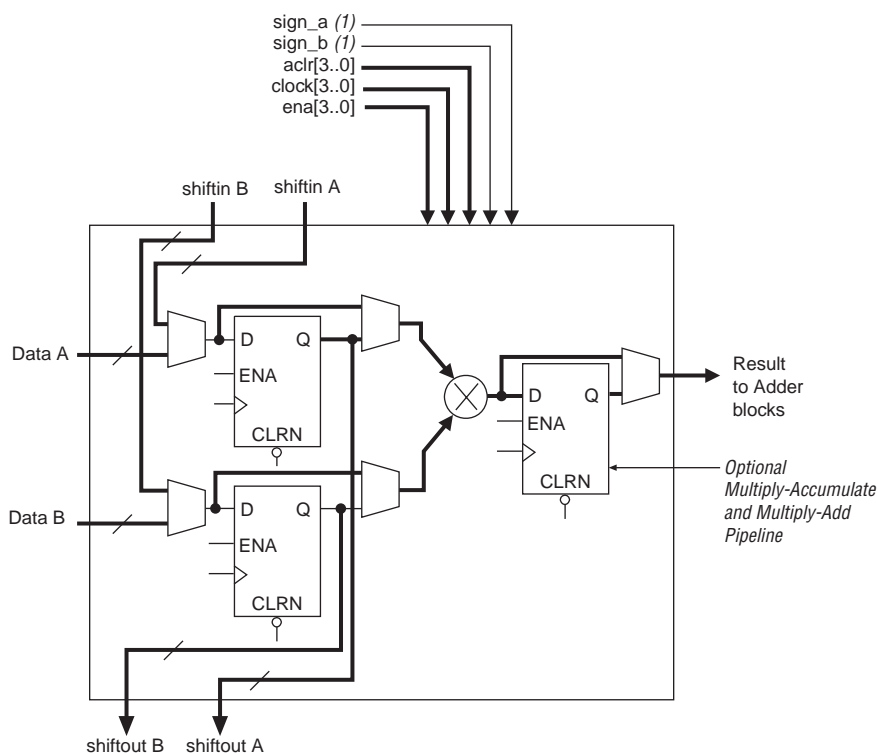 sign_a (1)
sign_b (1)
aclr[3..0]
clock[3..0]
ena[3..0]
shiftin B
shiftin A
Data A
D
Q
ENA
CLRN
Data B
D
Q
ENA
CLRN
D
Q
ENA
CLRN
Result
to Adder
blocks
Optional
Multiply-Accumulate
and Multiply-Add
Pipeline
shiftout B
shiftout A